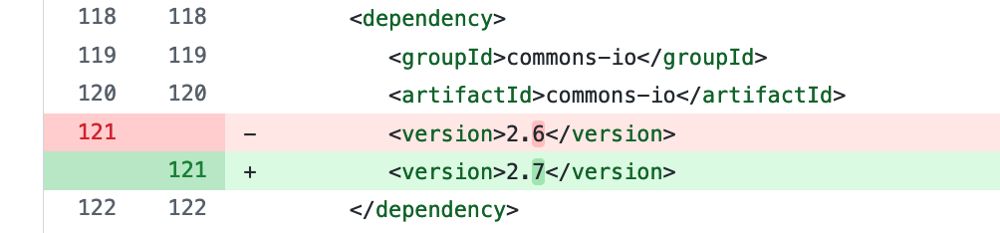 118 118 <dependency>
119 119 <groupId>commons-io</groupId>
120 120 <artifactId>commons-io</artifactId>
121 - <version>2.6</version>
121 + <version>2.7</version>
122 122 </dependency>